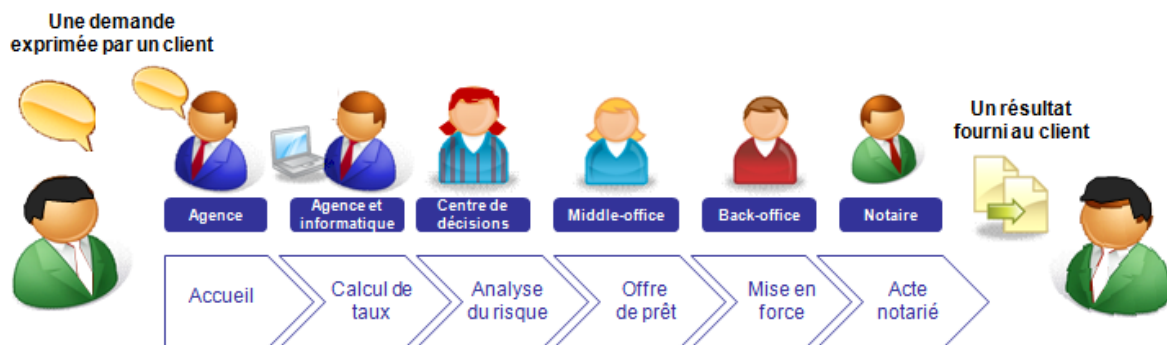 Une demande
exprimée par un client
Un résultat
fourni au client
Agence
Agence et
informatique
Centre de
décisions
Middle-office
Back-office
Notaire
Accueil
Calcul de
taux
Analyse
du risque
Offre
de prêt
Mise en
force
Acte
notarié